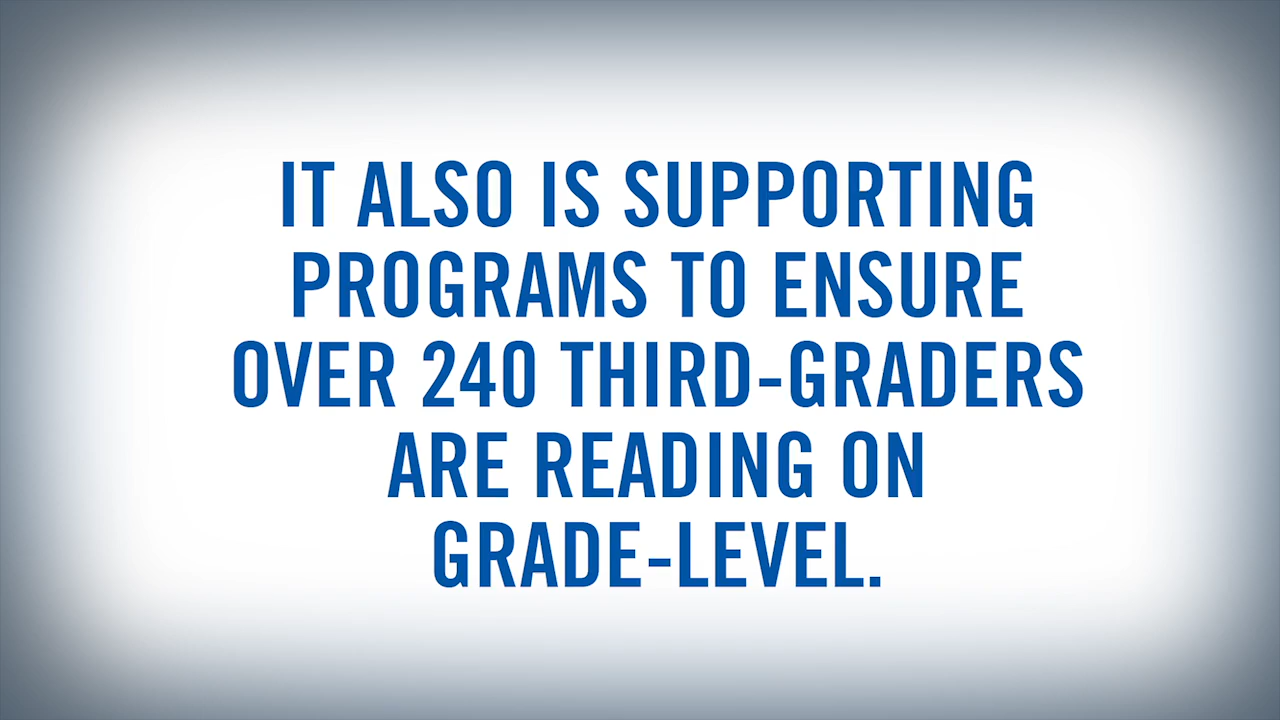 IT ALSO IS SUPPORTING
PROGRAMS TO ENSURE
OVER 240 THIRD-GRADERS
ARE READING ON
GRADE-LEVEL.